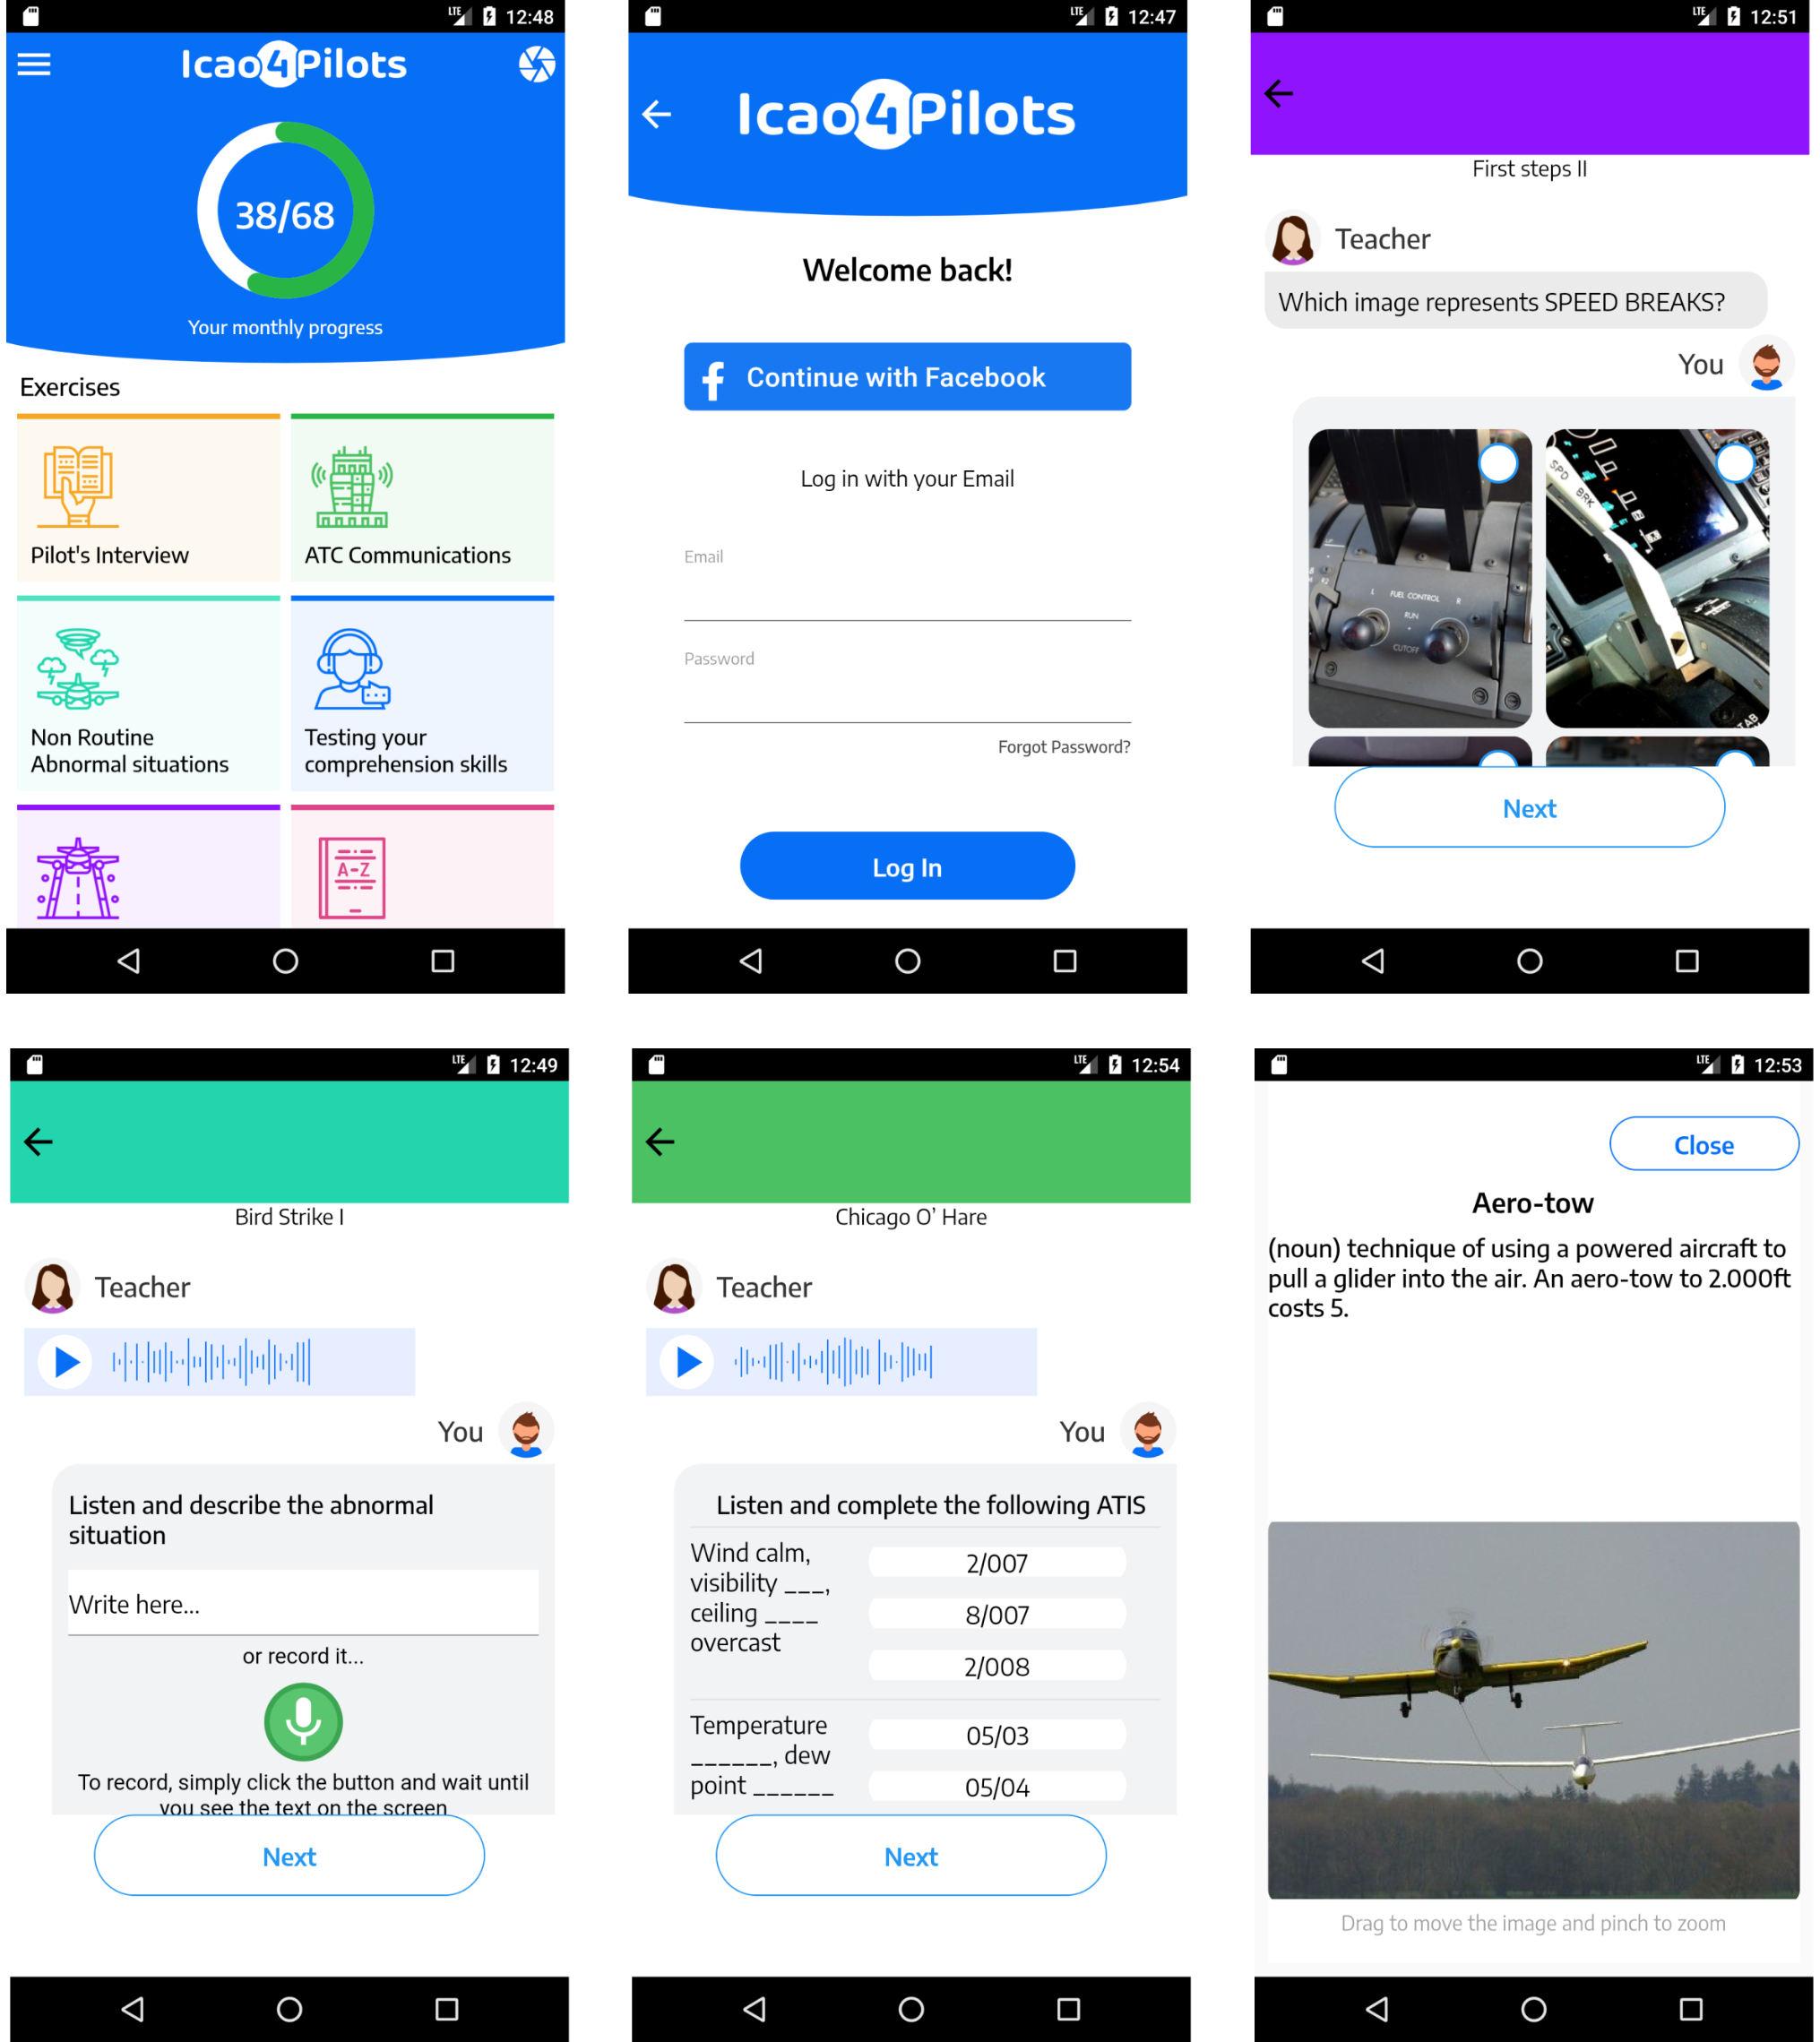 LTE 12:48
Icao4Pilots
38/68
Your monthly progress
Exercises
Pilot's Interview
ATC Communications
Non Routine
Abnormal situations
Testing your
comprehension skills
A-Z
LTE 12:47
Icao4Pilots
Welcome back!
Continue with Facebook
Log in with your Email
Email
Password
Forgot Password?
Log In
LTE 12:51
First steps II
Teacher
Which image represents SPEED BREAKS?
You
L FUEL CONTROL R
RUN
CUTOFF
SPD BRK
TAB
Next
LTE 12:49
Bird Strike I
Teacher
You
Listen and describe the abnormal
situation
Write here...
or record it...
To record, simply click the button and wait until
you see the text on the screen
Next
LTE 12:54
Chicago O’ Hare
Teacher
You
Listen and complete the following ATIS
Wind calm,
visibility ___,
ceiling ____
overcast
2/007
8/007
2/008
Temperature
______, dew
point ______
05/03
05/04
Next
LTE 12:53
Close
Aero-tow
(noun) technique of using a powered aircraft to
pull a glider into the air. An aero-tow to 2.000ft
costs 5.
Drag to move the image and pinch to zoom